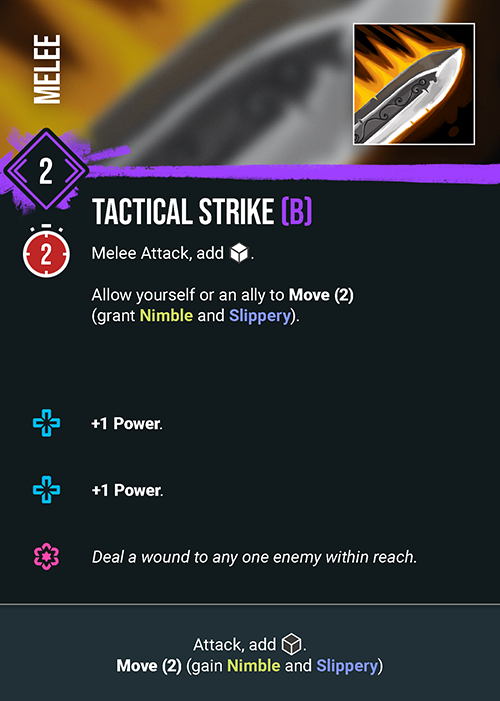 MELEE
2
TACTICAL STRIKE (B)
2
Melee Attack, add .
Allow yourself or an ally to Move (2)
(grant Nimble and Slippery).
+1 Power.
+1 Power.
Deal a wound to any one enemy within reach.
Attack, add .
Move (2) (gain Nimble and Slippery)